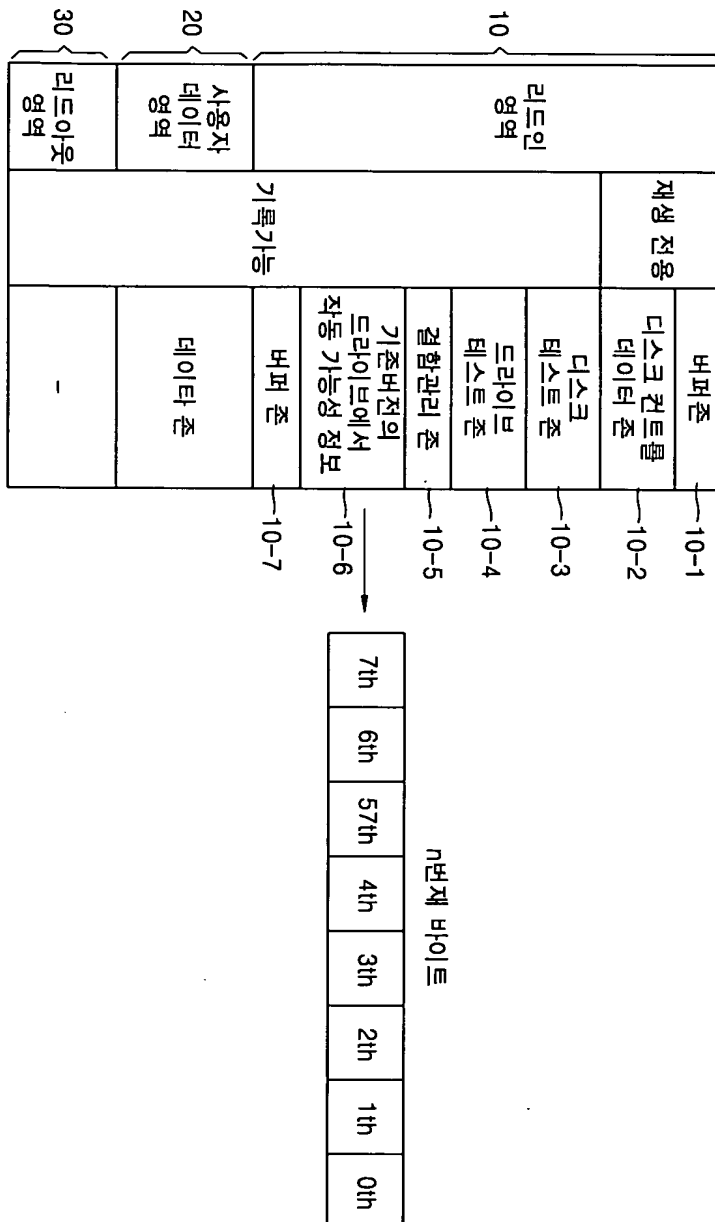 10
리드인
영역
재생 전용
버퍼존
10-1
디스크 컨트롤
데이터 존
10-2
기록가능
디스크
테스트 존
10-3
드라이브
테스트 존
10-4
결함관리 존
10-5
기존버전의
드라이브에서
작동 가능성 정보
10-6
버퍼 존
10-7
20
사용자
데이터
영역
데이타 존
30
리드아웃
영역
-
n번재 바이트
7th 6th 57th 4th 3th 2th 1th 0th